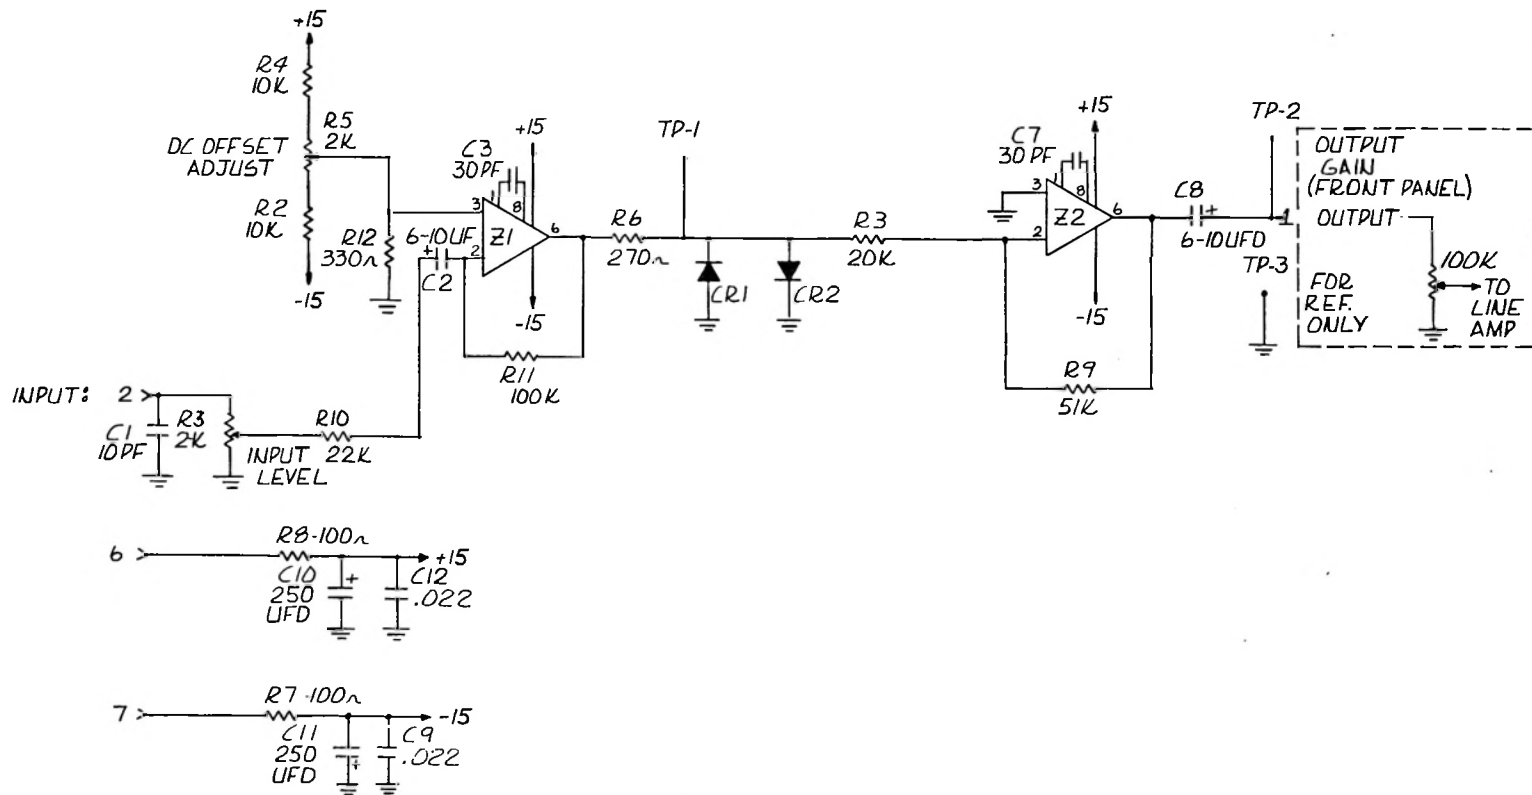 +15
R4
10K
R5
2K
DC OFFSET
ADJUST
R2
10K
R12
330Ω
-15
C3
30PF
+15
1
8
3
2
6
Z1
6-10UF
+
C2
-15
R11
100K
R6
270Ω
TP-1
CR1
CR2
R3
20K
C7
30PF
+15
1
8
3
2
6
Z2
-15
R9
51K
C8
+
6-10UFD
TP-2
1
TP-3
OUTPUT
GAIN
(FRONT PANEL)
OUTPUT
100K
TO
LINE
AMP
FOR
REF.
ONLY
INPUT: 2
C1
10PF
R3
2K
INPUT
LEVEL
R10
22K
6
R8-100Ω
+15
C10
250
UFD
+
C12
.022
7
R7-100Ω
-15
C11
250
UFD
+
C9
.022